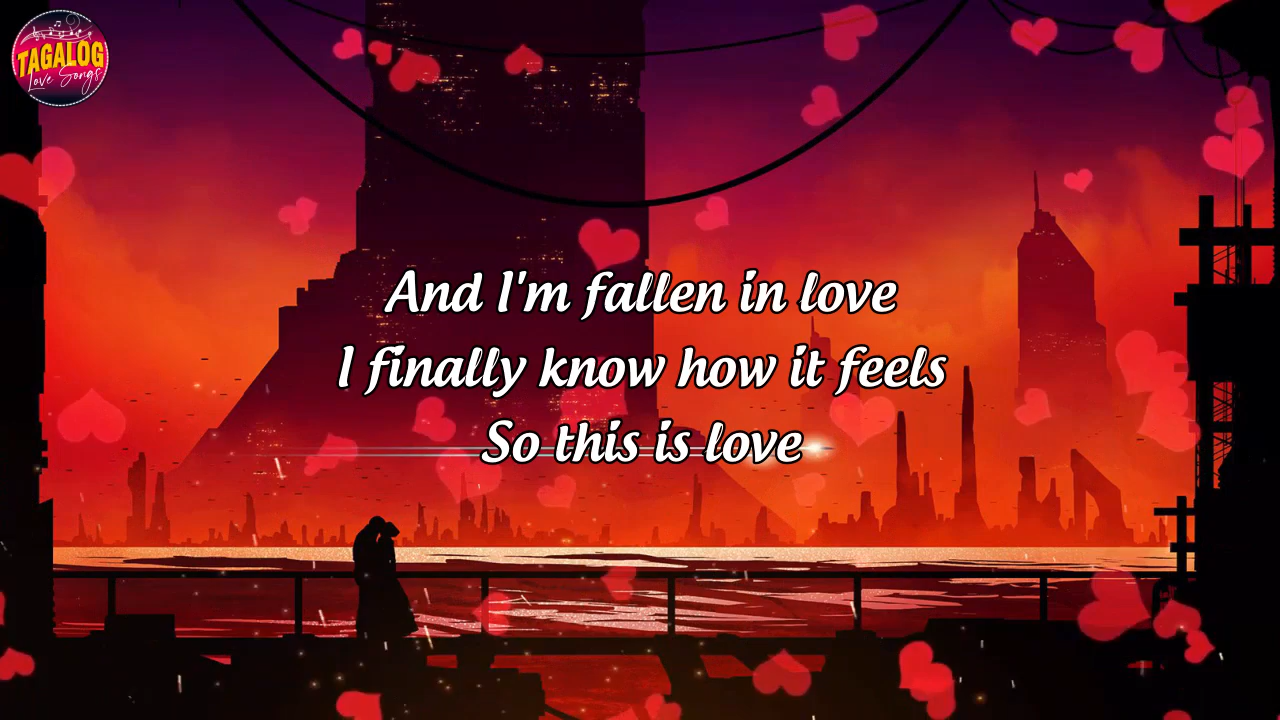 TAGALOG
Love Songs
And I'm fallen in love
I finally know how it feels
So this is love